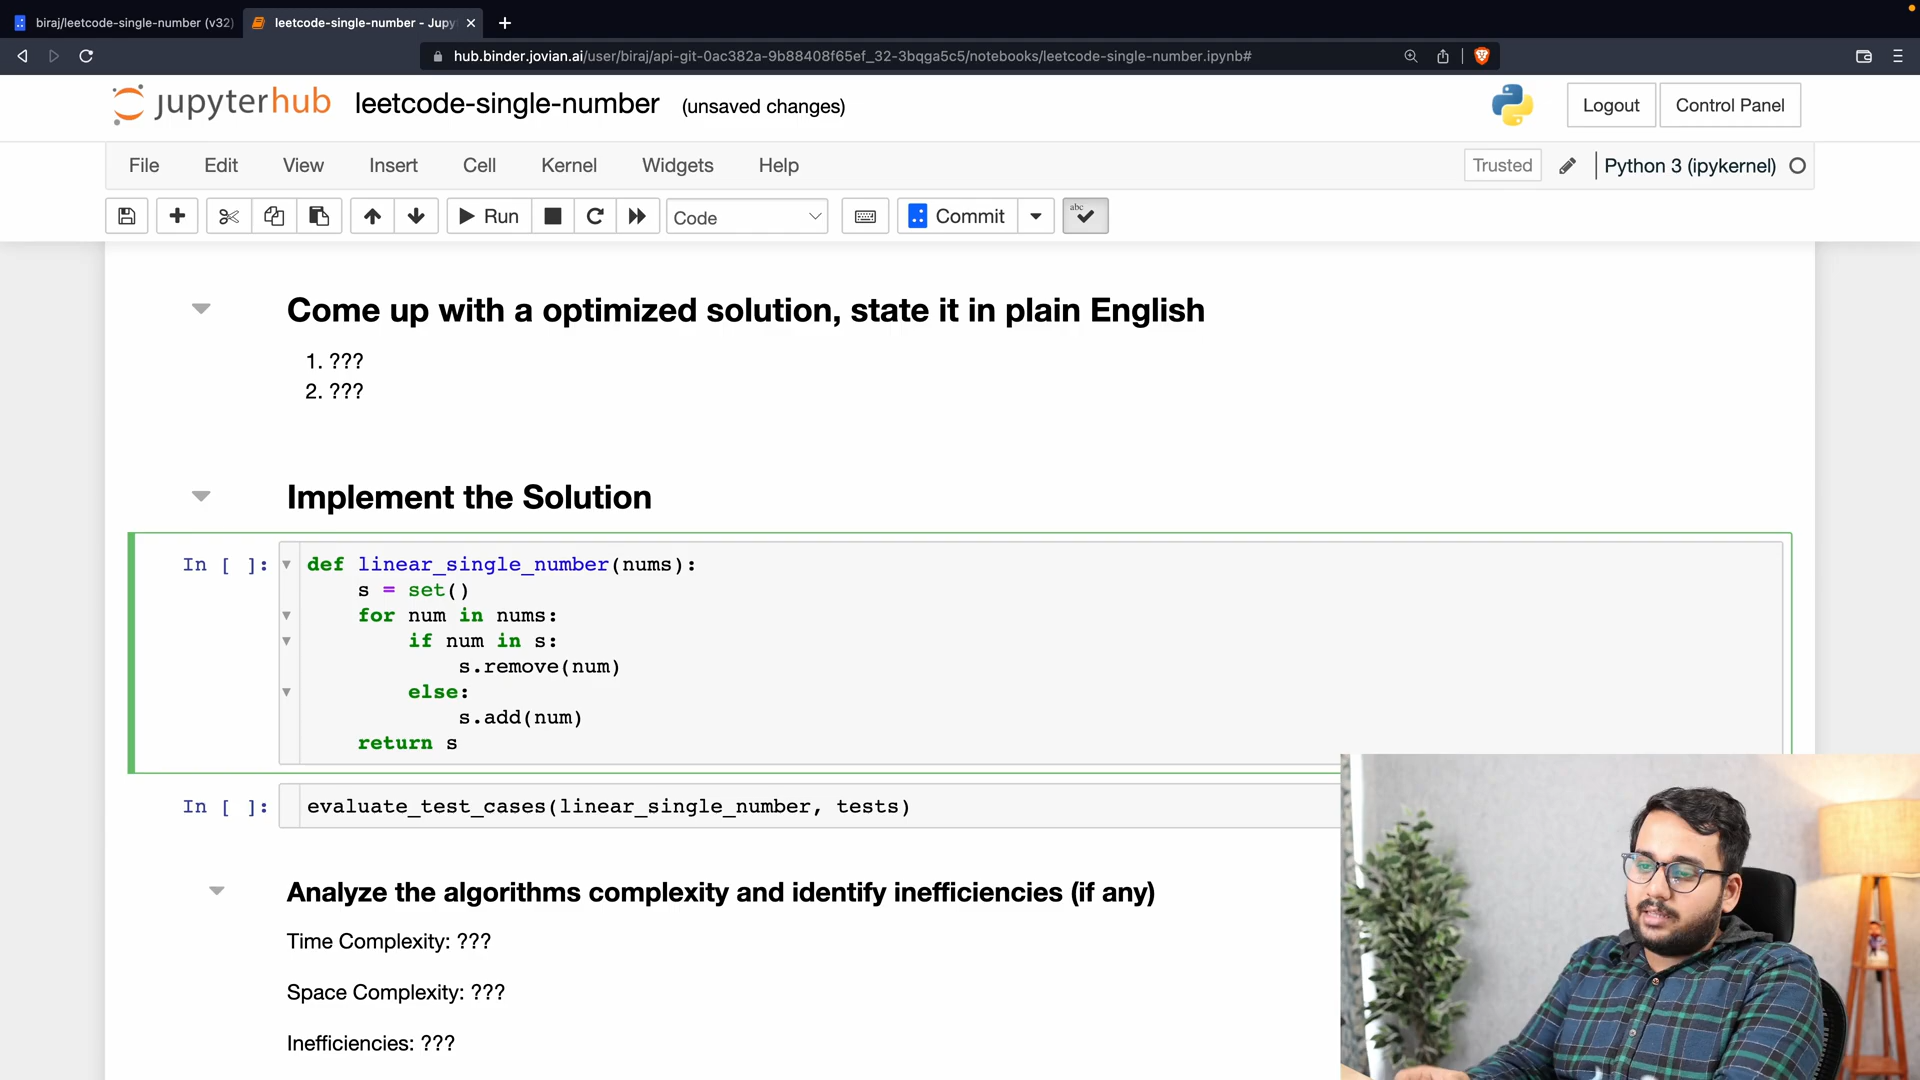 biraj/leetcode-single-number (v32)
leetcode-single-number - Jupy
hub.binder.jovian.ai/user/biraj/api-git-0ac382a-9b88408f65ef_32-3bqga5c5/notebooks/leetcode-single-number.ipynb#
jupyterhub leetcode-single-number (unsaved changes) Logout Control Panel
File Edit View Insert Cell Kernel Widgets Help Trusted Python 3 (ipykernel)
Run Code Commit abc
Come up with a optimized solution, state it in plain English
1. ???
2. ???
Implement the Solution
In [ ]: def linear_single_number(nums):
s = set()
for num in nums:
if num in s:
s.remove(num)
else:
s.add(num)
return s
In [ ]: evaluate_test_cases(linear_single_number, tests)
Analyze the algorithms complexity and identify inefficiencies (if any)
Time Complexity: ???
Space Complexity: ???
Inefficiencies: ???